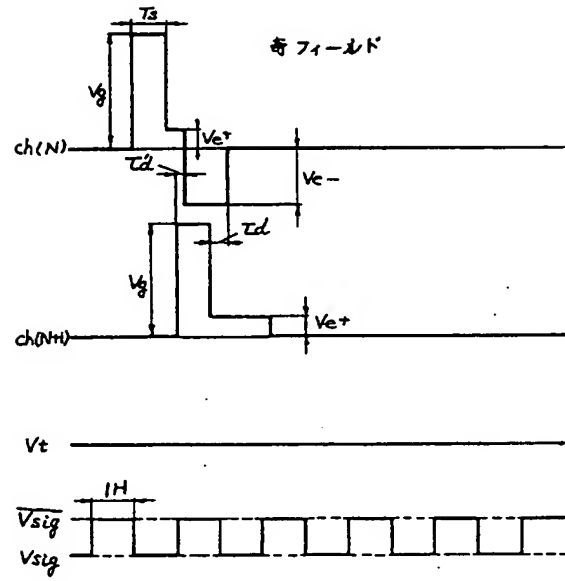 Ts
奇フィールド
Vg
Ve+
ch(N)
τd'
Ve-
τd
Vg
Ve+
ch(N+1)
Vt
1H
V̅s̅i̅g̅
Vsig